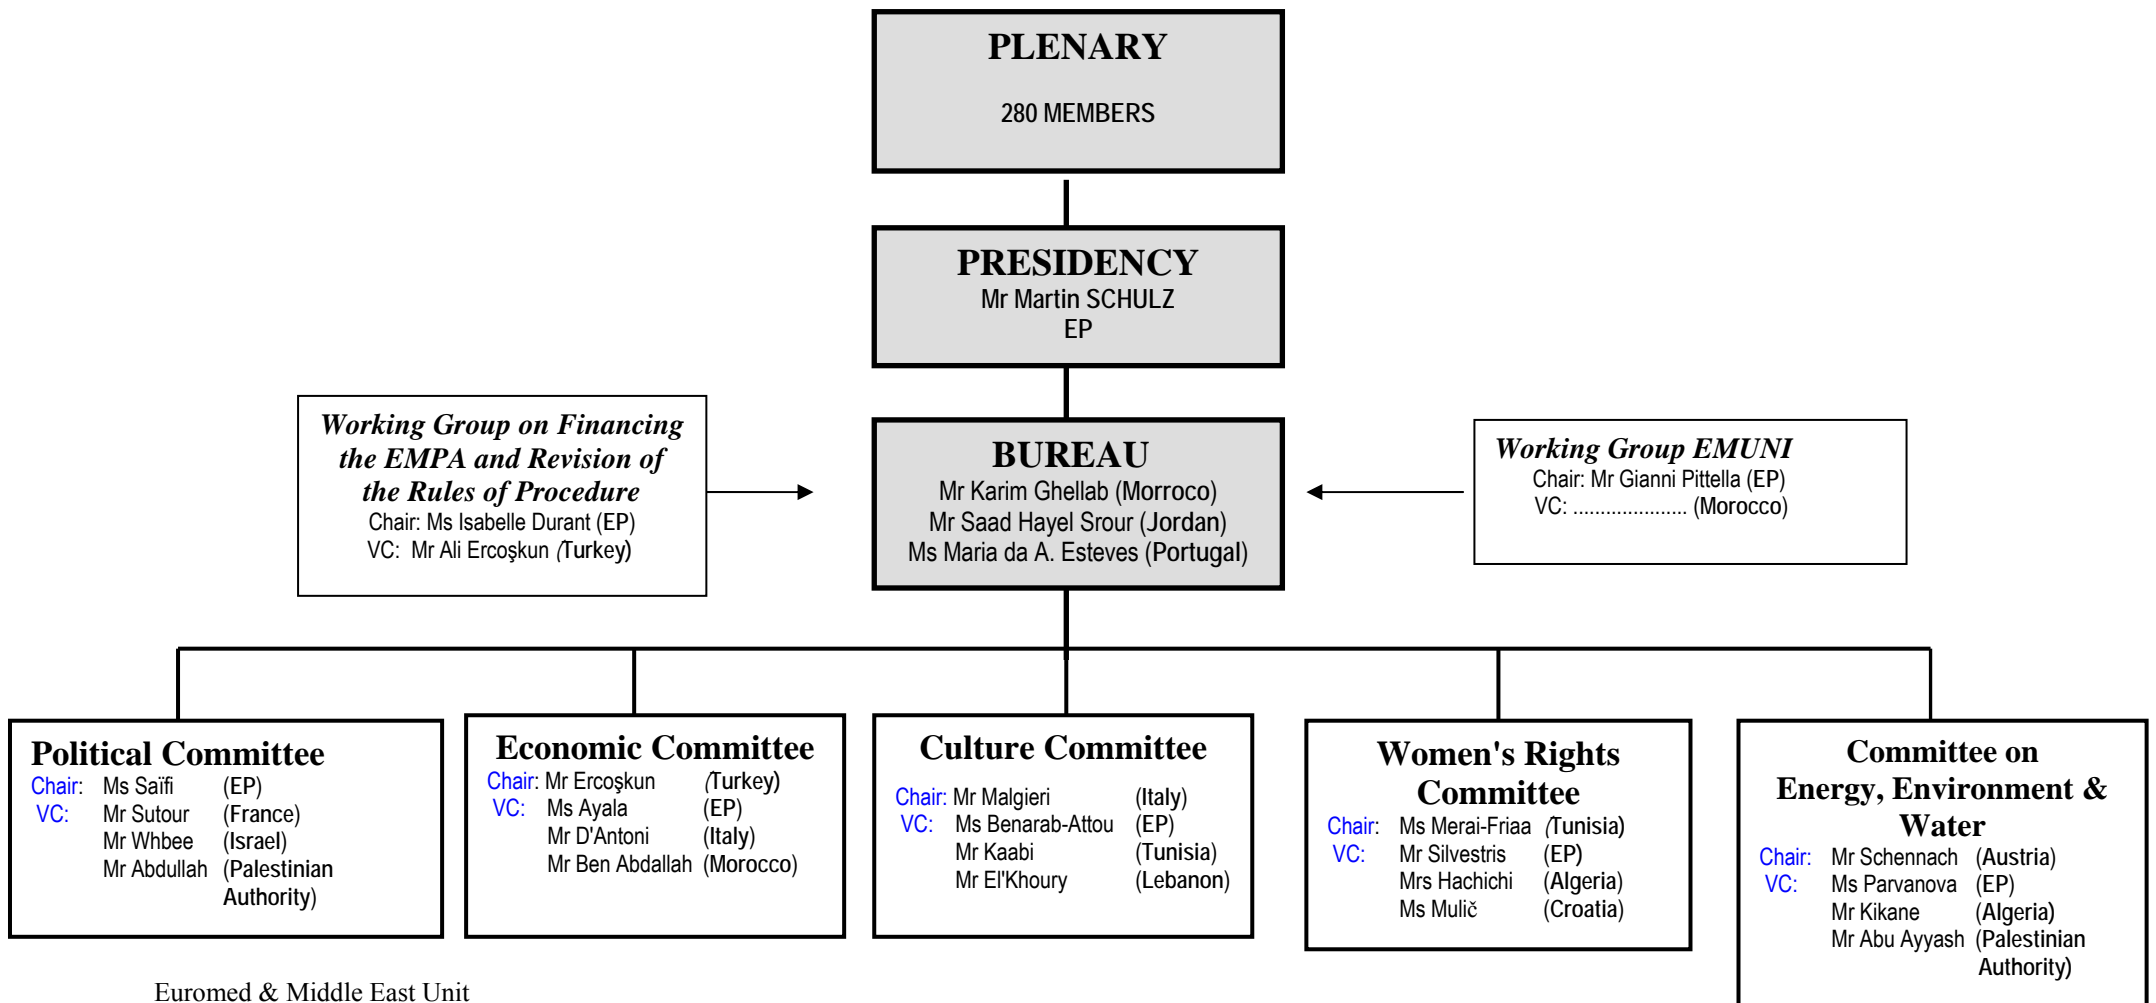 PLENARY
280 MEMBERS
PRESIDENCY
Mr Martin SCHULZ
EP
Working Group on Financing
the EMPA and Revision of
the Rules of Procedure
Chair: Ms Isabelle Durant (EP)
VC: Mr Ali Ercoşkun (Turkey)
BUREAU
Mr Karim Ghellab (Morroco)
Mr Saad Hayel Srour (Jordan)
Ms Maria da A. Esteves (Portugal)
Working Group EMUNI
Chair: Mr Gianni Pittella (EP)
VC: ..................... (Morocco)
Political Committee
Chair: Ms Saïfi (EP)
VC: Mr Sutour (France)
Mr Whbee (Israel)
Mr Abdullah (Palestinian
Authority)
Economic Committee
Chair: Mr Ercoşkun (Turkey)
VC: Ms Ayala (EP)
Mr D'Antoni (Italy)
Mr Ben Abdallah (Morocco)
Culture Committee
Chair: Mr Malgieri (Italy)
VC: Ms Benarab-Attou (EP)
Mr Kaabi (Tunisia)
Mr El'Khoury (Lebanon)
Women's Rights
Committee
Chair: Ms Merai-Friaa (Tunisia)
VC: Mr Silvestris (EP)
Mrs Hachichi (Algeria)
Ms Mulič (Croatia)
Committee on
Energy, Environment &
Water
Chair: Mr Schennach (Austria)
VC: Ms Parvanova (EP)
Mr Kikane (Algeria)
Mr Abu Ayyash (Palestinian
Authority)
Euromed & Middle East Unit